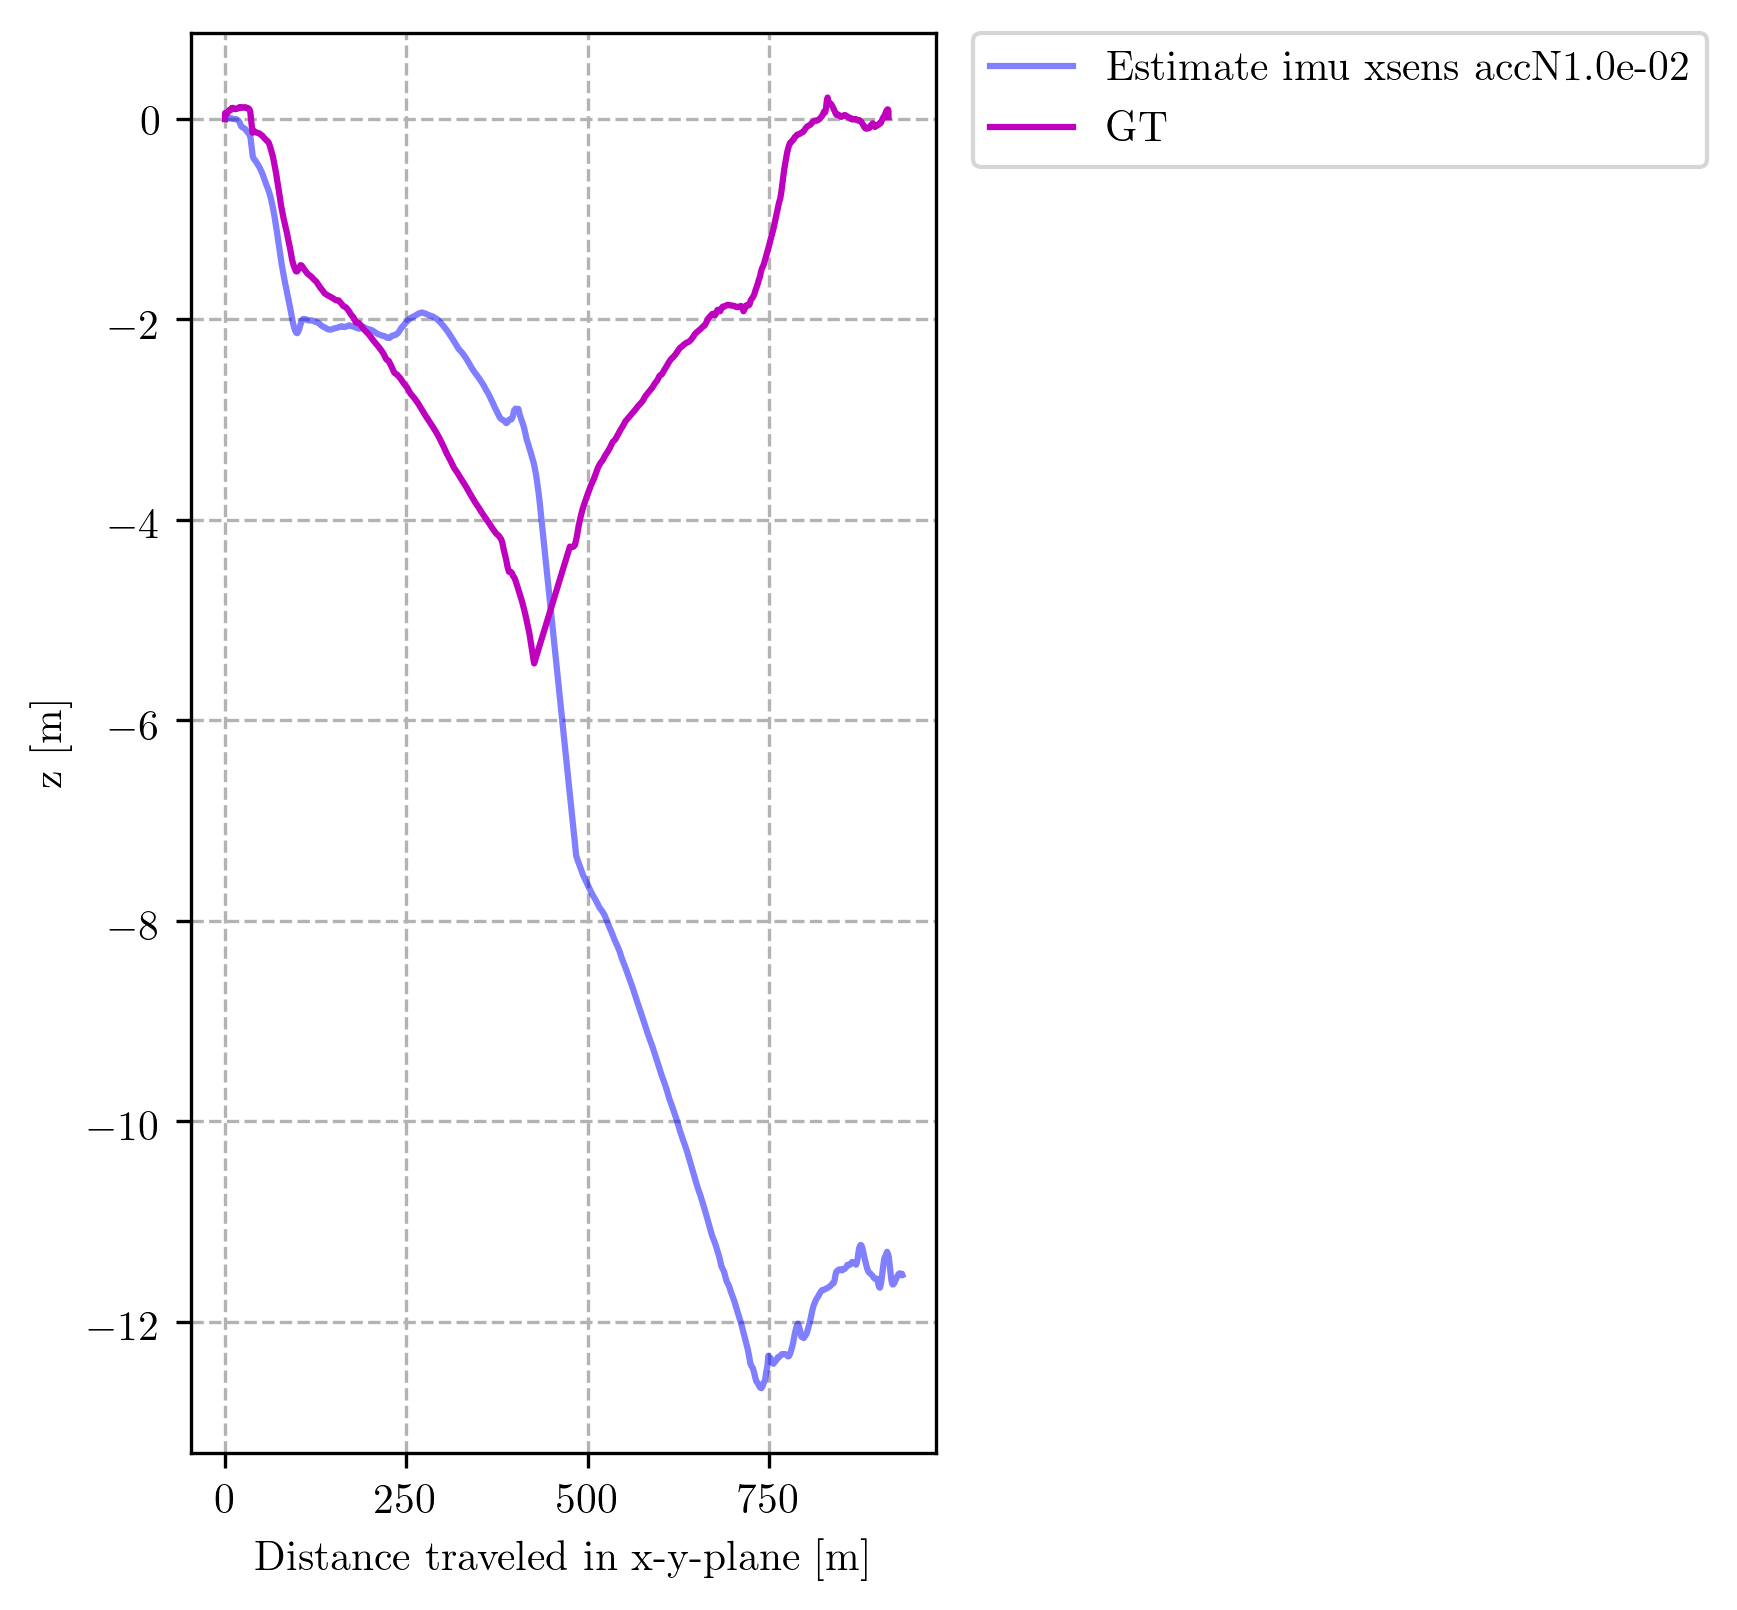 Estimate imu xsens accN1.0e-02
GT
0
−2
−4
−6
−8
−10
−12
z [m]
0 250 500 750
Distance traveled in x-y-plane [m]